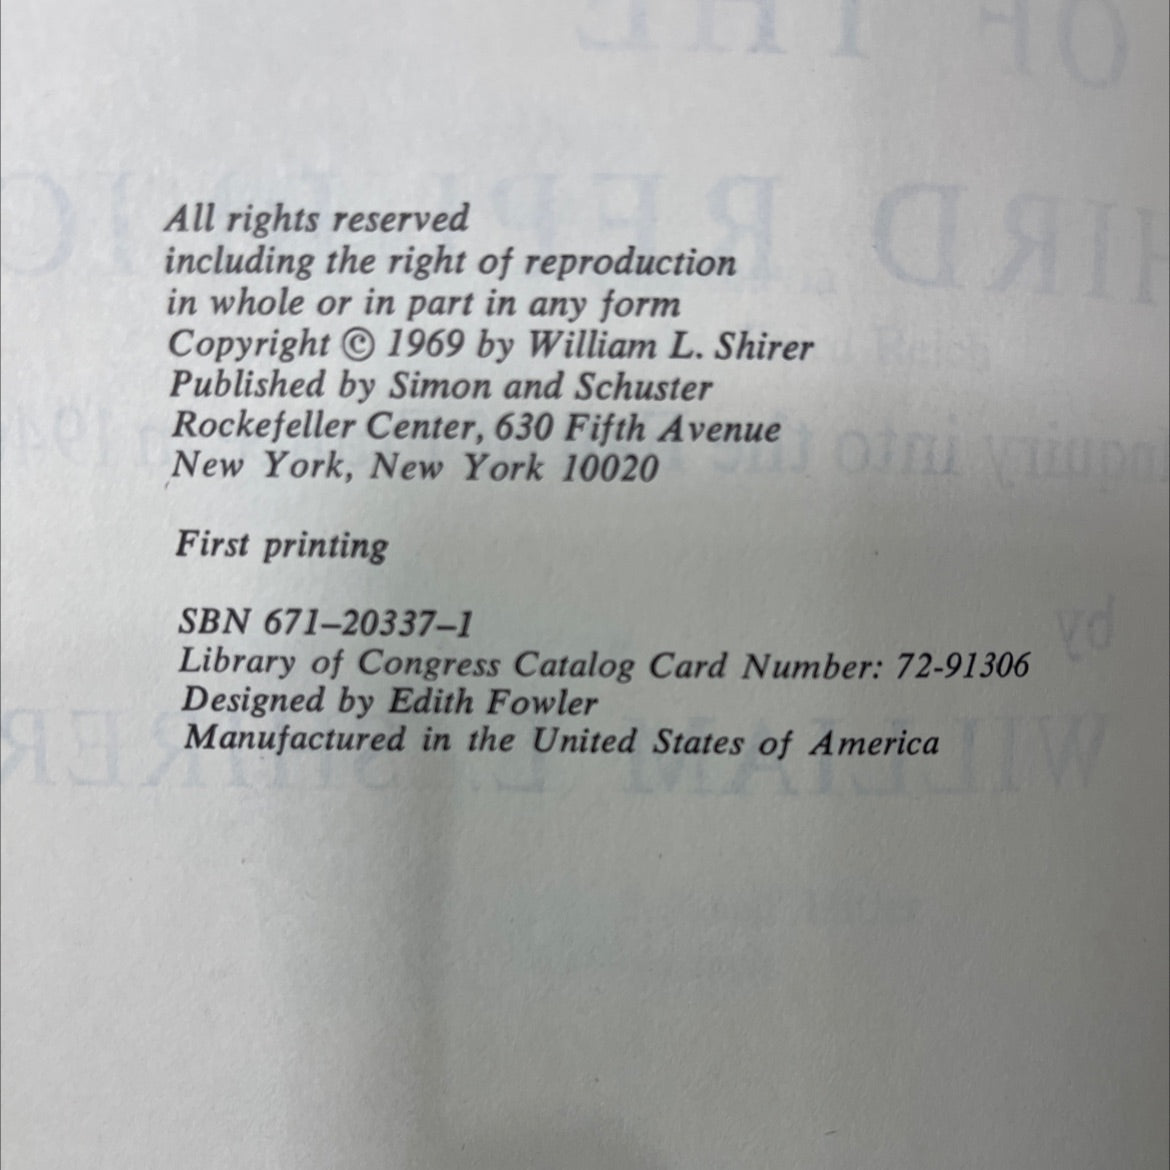 All rights reserved
including the right of reproduction
in whole or in part in any form
Copyright © 1969 by William L. Shirer
Published by Simon and Schuster
Rockefeller Center, 630 Fifth Avenue
New York, New York 10020
First printing
SBN 671–20337–1
Library of Congress Catalog Card Number: 72-91306
Designed by Edith Fowler
Manufactured in the United States of America